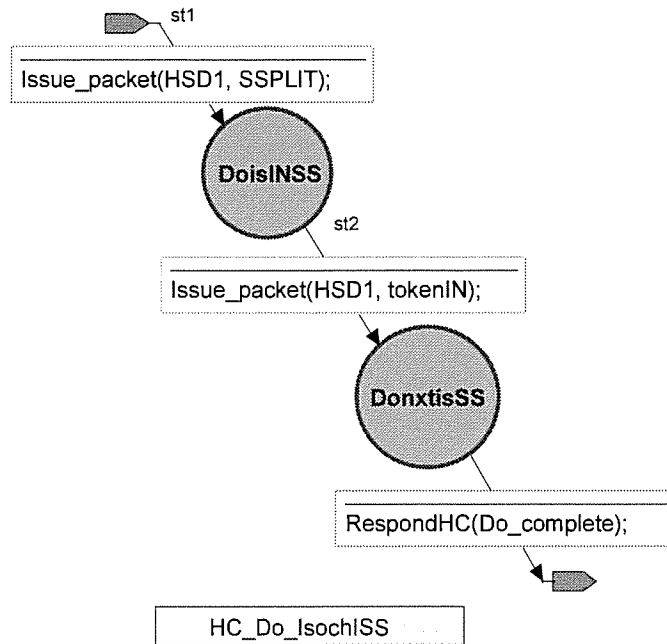 st1
Issue_packet(HSD1, SSPLIT);
DoisINSS
st2
Issue_packet(HSD1, tokenIN);
DonxtisSS
RespondHC(Do_complete);
HC_Do_IsochISS